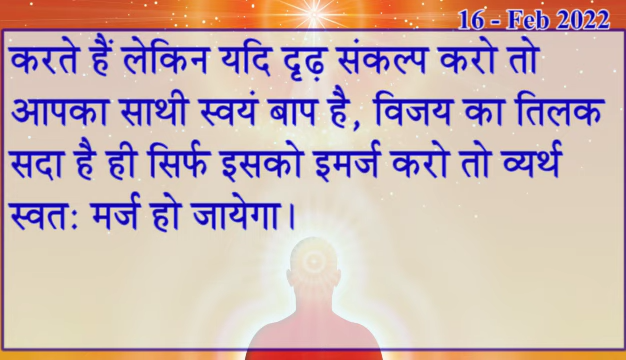 16 - Feb 2022
करते हैं लेकिन यदि दृढ़ संकल्प करो तो
आपका साथी स्वयं बाप है, विजय का तिलक
सदा है ही सिर्फ इसको इमर्ज करो तो व्यर्थ
स्वतः मर्ज हो जायेगा।